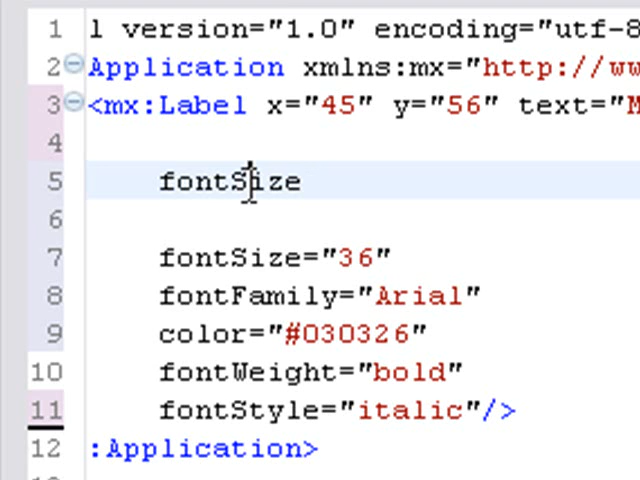 1 l version="1.0" encoding="utf-8
2 Application xmlns:mx="http://ww
3 <mx:Label x="45" y="56" text="M
4
5 fontSize
6
7 fontSize="36"
8 fontFamily="Arial"
9 color="#030326"
10 fontWeight="bold"
11 fontStyle="italic"/>
12 :Application>